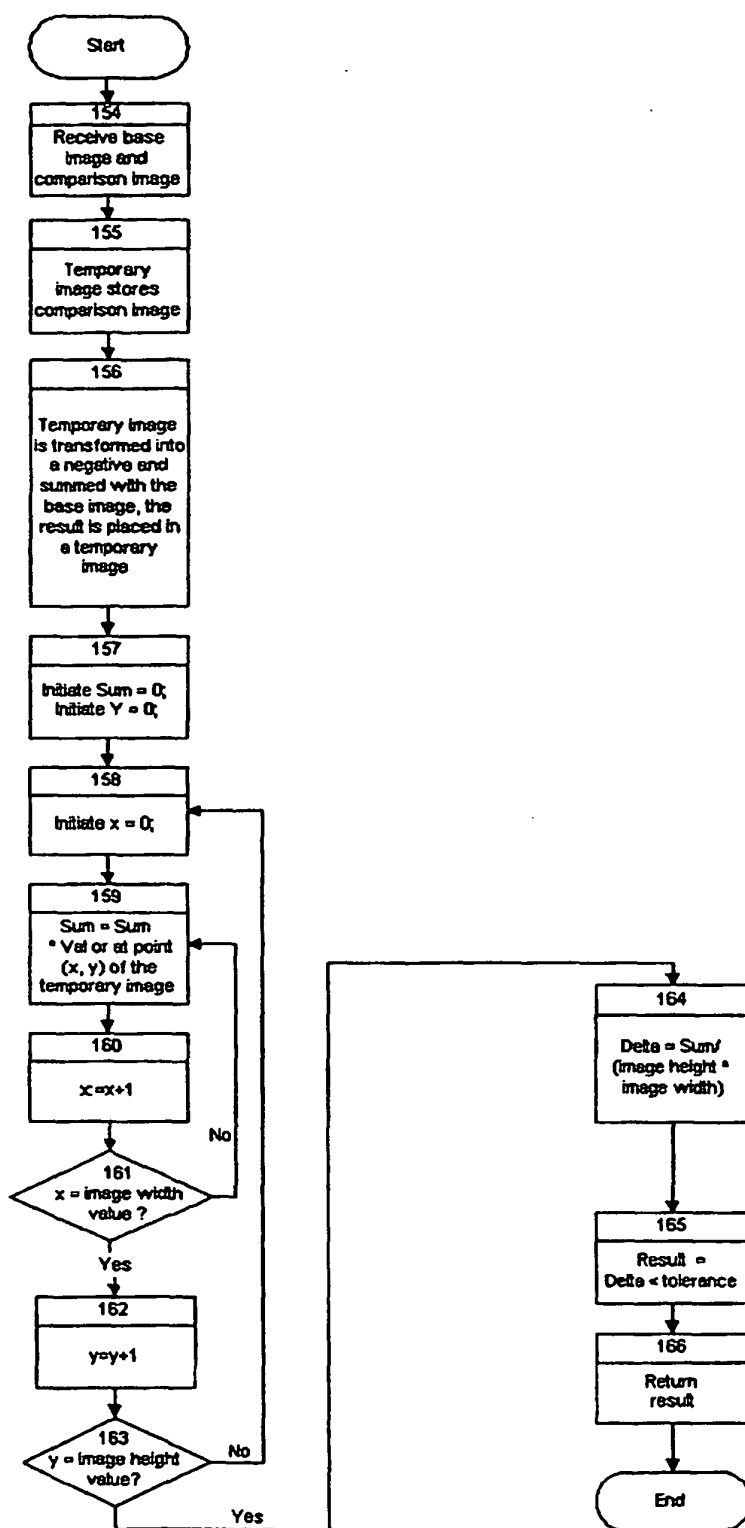 Start
154
Receive base
image and
comparison image
155
Temporary
image stores
comparison image
156
Temporary image
is transformed into
a negative and
summed with the
base image, the
result is placed in
a temporary
image
157
Initiate Sum = 0;
Initiate Y = 0;
158
Initiate x = 0;
159
Sum = Sum
* Val or at point
(x, y) of the
temporary image
160
x=x+1
No
161
x = image width
value ?
Yes
162
y=y+1
163
y = image height
value?
No
Yes
164
Delta = Sum/
(image height *
image width)
165
Result =
Delta < tolerance
166
Return
result
End